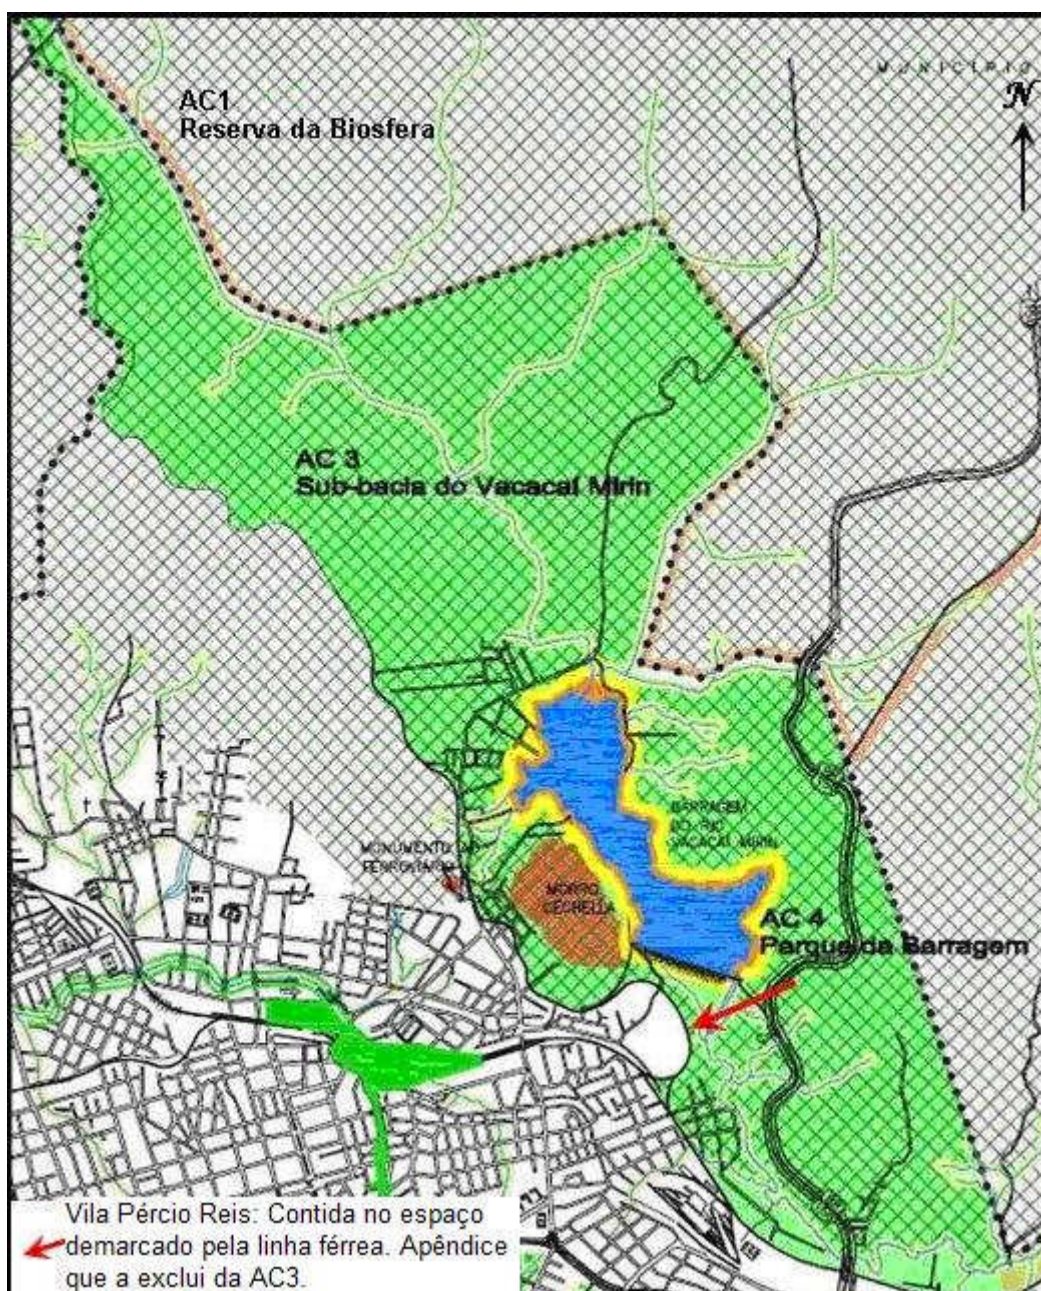 MUNICIPIO
N
AC1
Reserva da Biosfera
AC 3
Sub-bacia do Vacacaí Mirin
BARRAGEM
DO RIO
VACACAÍ MIRIN
MONUMENTO AO
FERROVIÁRIO
MORRO
CECHELLA
AC 4
Parque da Barragem
Vila Pércio Reis: Contida no espaço
demarcado pela linha férrea. Apêndice
que a exclui da AC3.